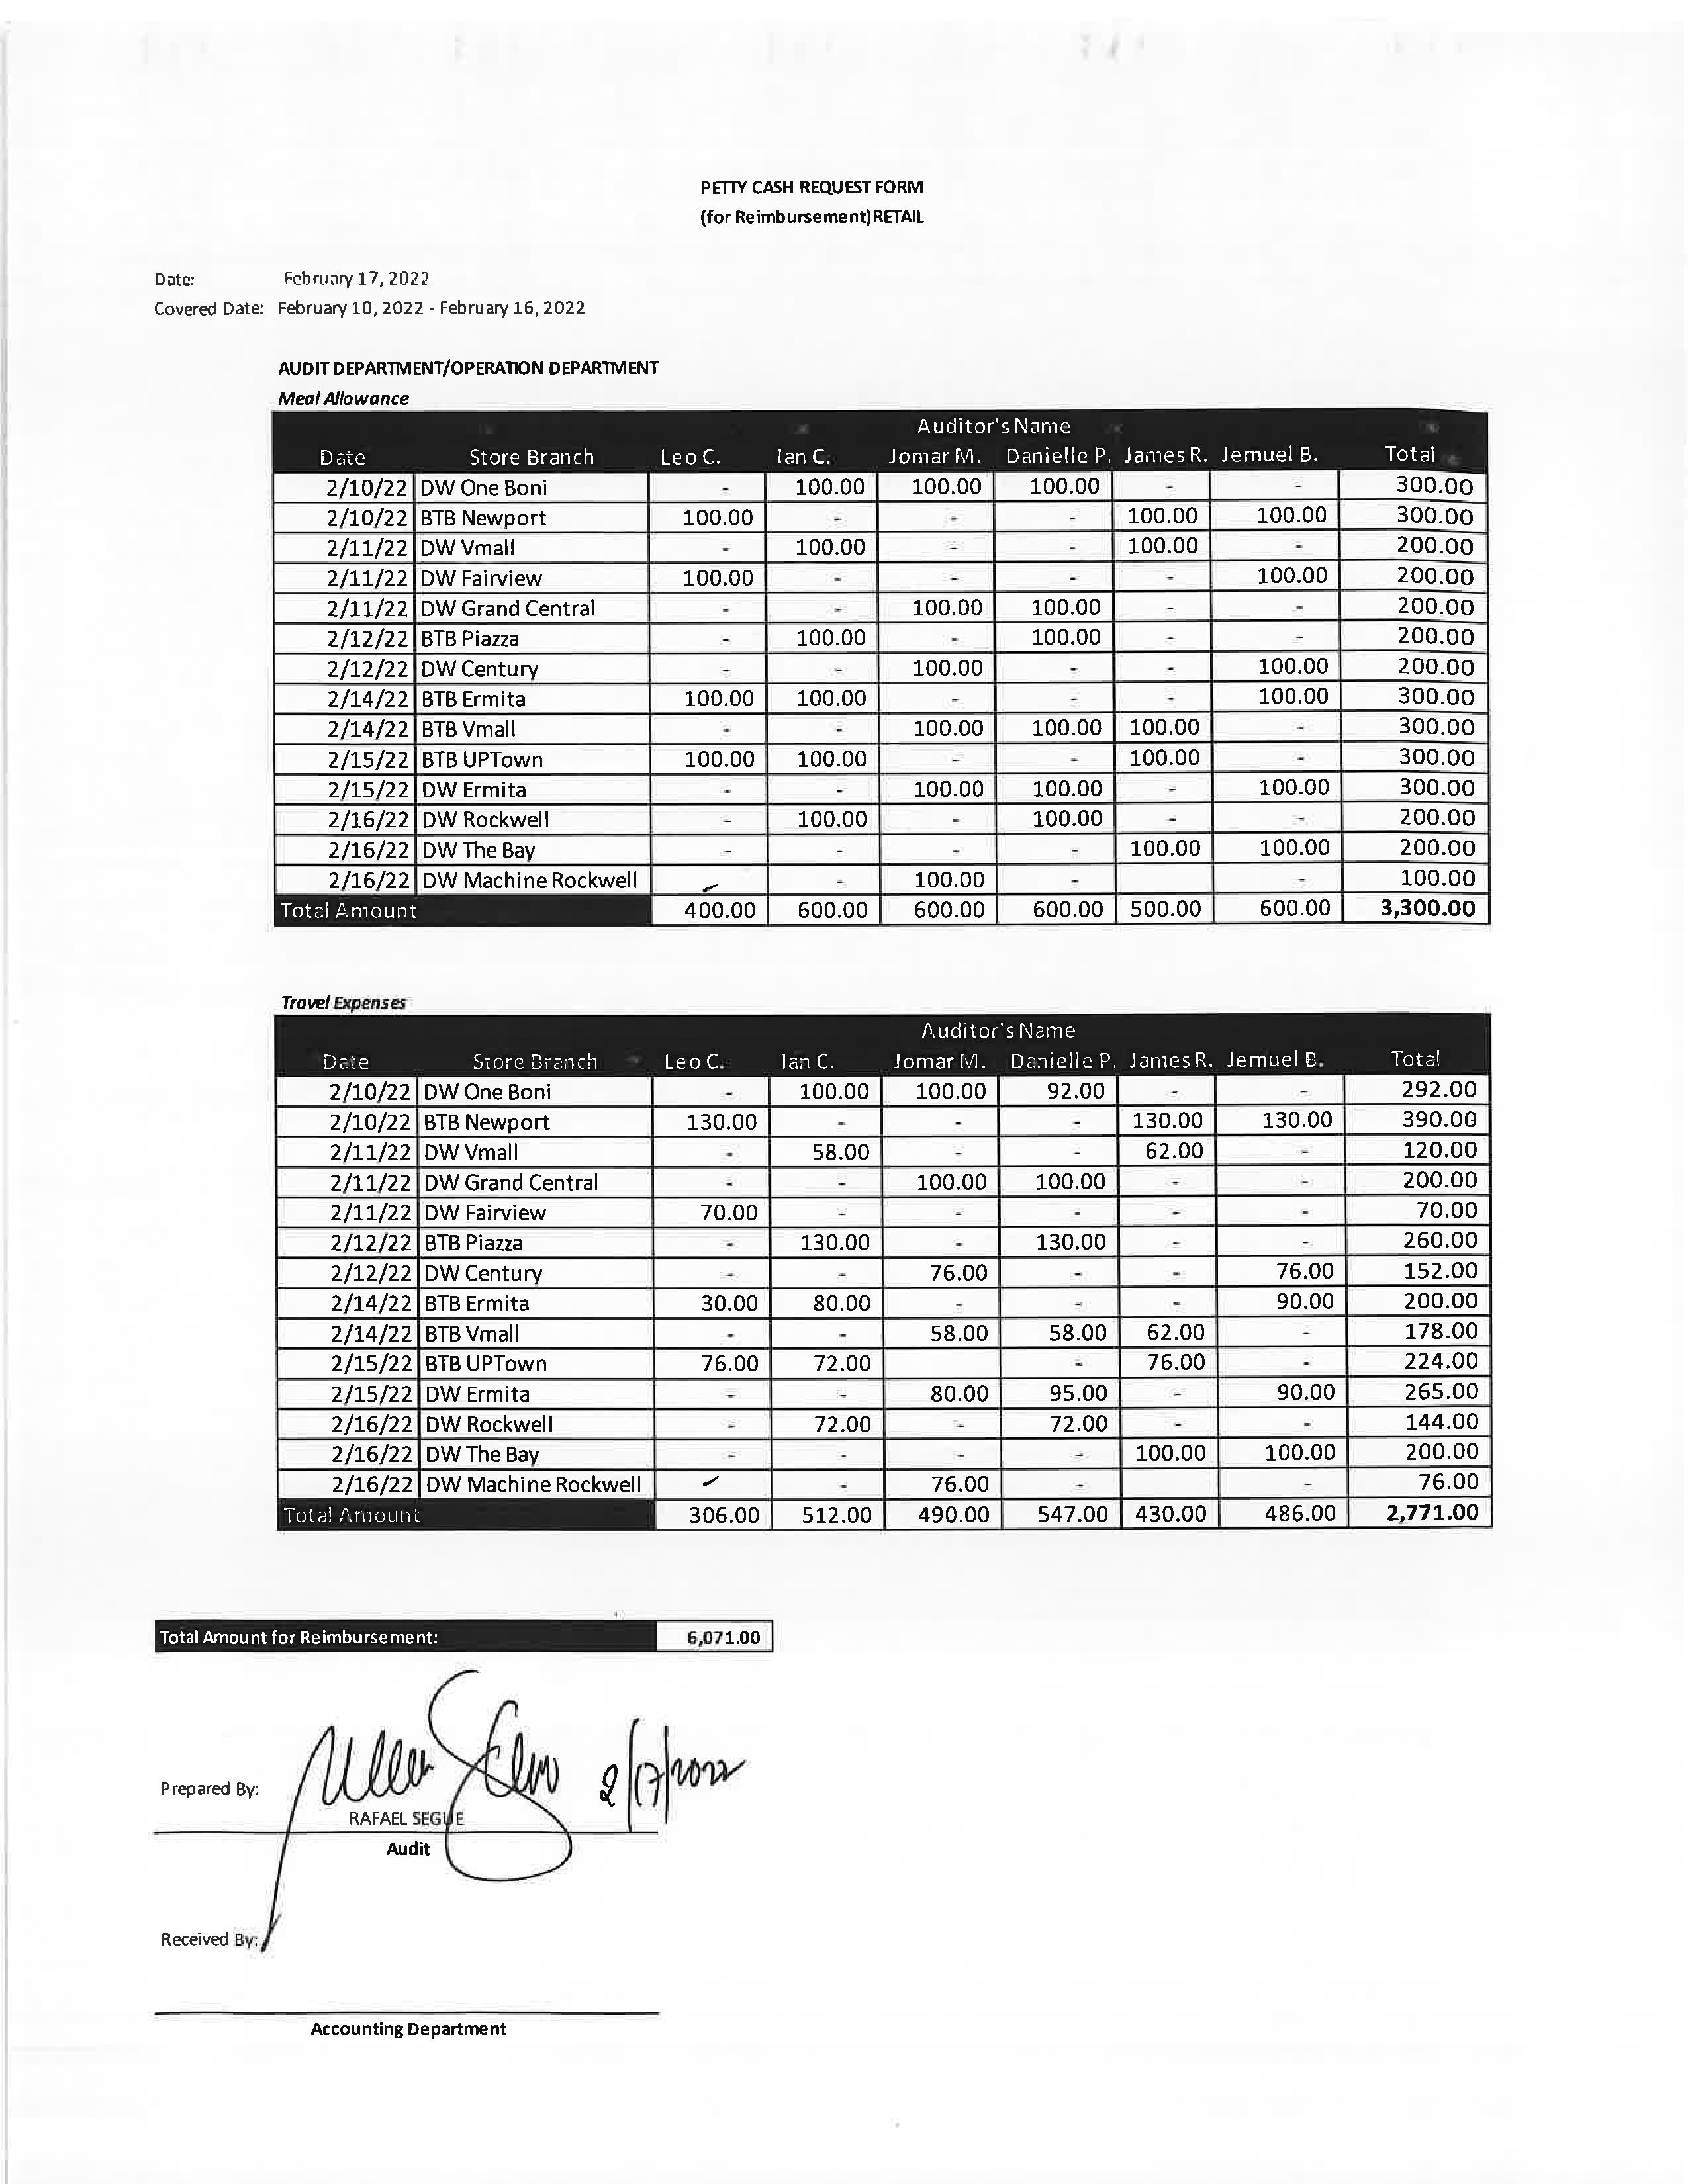 PETTY CASH REQUEST FORM
(for Reimbursement) RETAIL
Date: February 17, 2022
Covered Date: February 10, 2022 - February 16, 2022
AUDIT DEPARTMENT/OPERATION DEPARTMENT
Meal Allowance
Auditor's Name
Date Store Branch Leo C. Ian C. Jomar M. Danielle P. James R. Jemuel B. Total
2/10/22 DW One Boni - 100.00 100.00 100.00 - - 300.00
2/10/22 BTB Newport 100.00 - - - 100.00 100.00 300.00
2/11/22 DW Vmall - 100.00 - - 100.00 - 200.00
2/11/22 DW Fairview 100.00 - - - - 100.00 200.00
2/11/22 DW Grand Central - - 100.00 100.00 - - 200.00
2/12/22 BTB Piazza - 100.00 - 100.00 - - 200.00
2/12/22 DW Century - - 100.00 - - 100.00 200.00
2/14/22 BTB Ermita 100.00 100.00 - - - 100.00 300.00
2/14/22 BTB Vmall - - 100.00 100.00 100.00 - 300.00
2/15/22 BTB UPTown 100.00 100.00 - - 100.00 - 300.00
2/15/22 DW Ermita - - 100.00 100.00 - 100.00 300.00
2/16/22 DW Rockwell - 100.00 - 100.00 - - 200.00
2/16/22 DW The Bay - - - - 100.00 100.00 200.00
2/16/22 DW Machine Rockwell - - 100.00 - - 100.00
Total Amount 400.00 600.00 600.00 600.00 500.00 600.00 3,300.00
Travel Expenses
Auditor's Name
Date Store Branch Leo C. Ian C. Jomar M. Danielle P. James R. Jemuel B. Total
2/10/22 DW One Boni - 100.00 100.00 92.00 - - 292.00
2/10/22 BTB Newport 130.00 - - - 130.00 130.00 390.00
2/11/22 DW Vmall - 58.00 - - 62.00 - 120.00
2/11/22 DW Grand Central - - 100.00 100.00 - - 200.00
2/11/22 DW Fairview 70.00 - - - - - 70.00
2/12/22 BTB Piazza - 130.00 - 130.00 - - 260.00
2/12/22 DW Century - - 76.00 - - 76.00 152.00
2/14/22 BTB Ermita 30.00 80.00 - - - 90.00 200.00
2/14/22 BTB Vmall - - 58.00 58.00 62.00 - 178.00
2/15/22 BTB UPTown 76.00 72.00 - 76.00 - 224.00
2/15/22 DW Ermita - - 80.00 95.00 - 90.00 265.00
2/16/22 DW Rockwell - 72.00 - 72.00 - - 144.00
2/16/22 DW The Bay - - - - 100.00 100.00 200.00
2/16/22 DW Machine Rockwell - - 76.00 - - 76.00
Total Amount 306.00 512.00 490.00 547.00 430.00 486.00 2,771.00
Total Amount for Reimbursement: 6,071.00
Prepared By: 2/17/2022
RAFAEL SEGUE
Audit
Received By:
Accounting Department